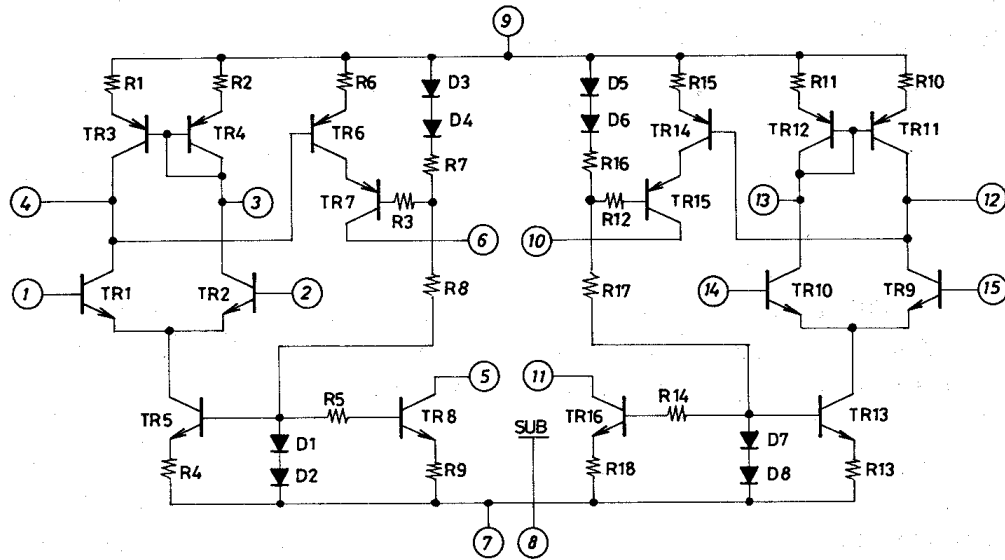 9
R1
R2
R6
D3
D5
R15
R11
R10
TR3
TR4
TR6
D4
D6
TR14
TR12
TR11
R7
R16
4
3
TR7
R3
R12
TR15
13
12
6
10
1
TR1
TR2
2
R8
R17
14
TR10
TR9
15
5
11
TR5
R5
TR8
TR16
R14
TR13
SUB
D1
D7
R4
D2
R9
R18
D8
R13
7
8